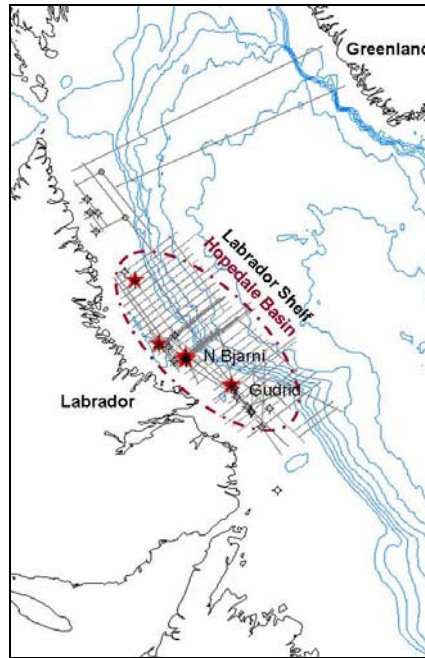 Greenland
Labrador Shelf
Hopedale Basin
N.Bjarni
Gudrid
Labrador